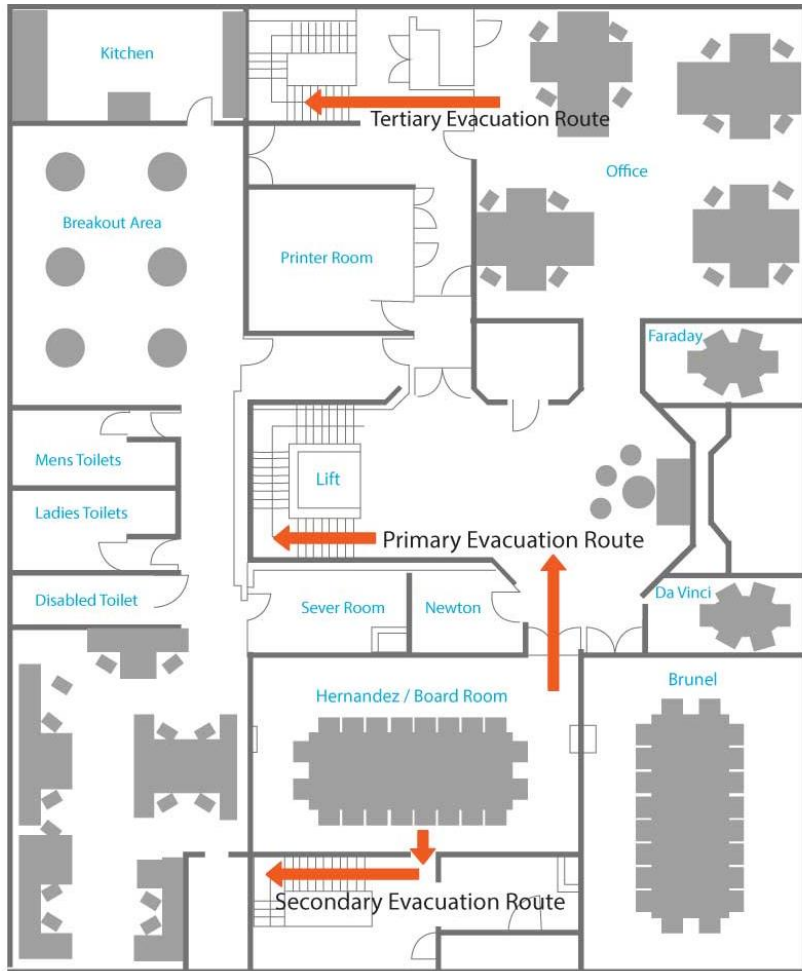 Kitchen
Tertiary Evacuation Route
Office
Breakout Area
Printer Room
Faraday
Mens Toilets
Lift
Ladies Toilets
Primary Evacuation Route
Disabled Toilet
Sever Room
Newton
Da Vinci
Hernandez / Board Room
Brunel
Secondary Evacuation Route